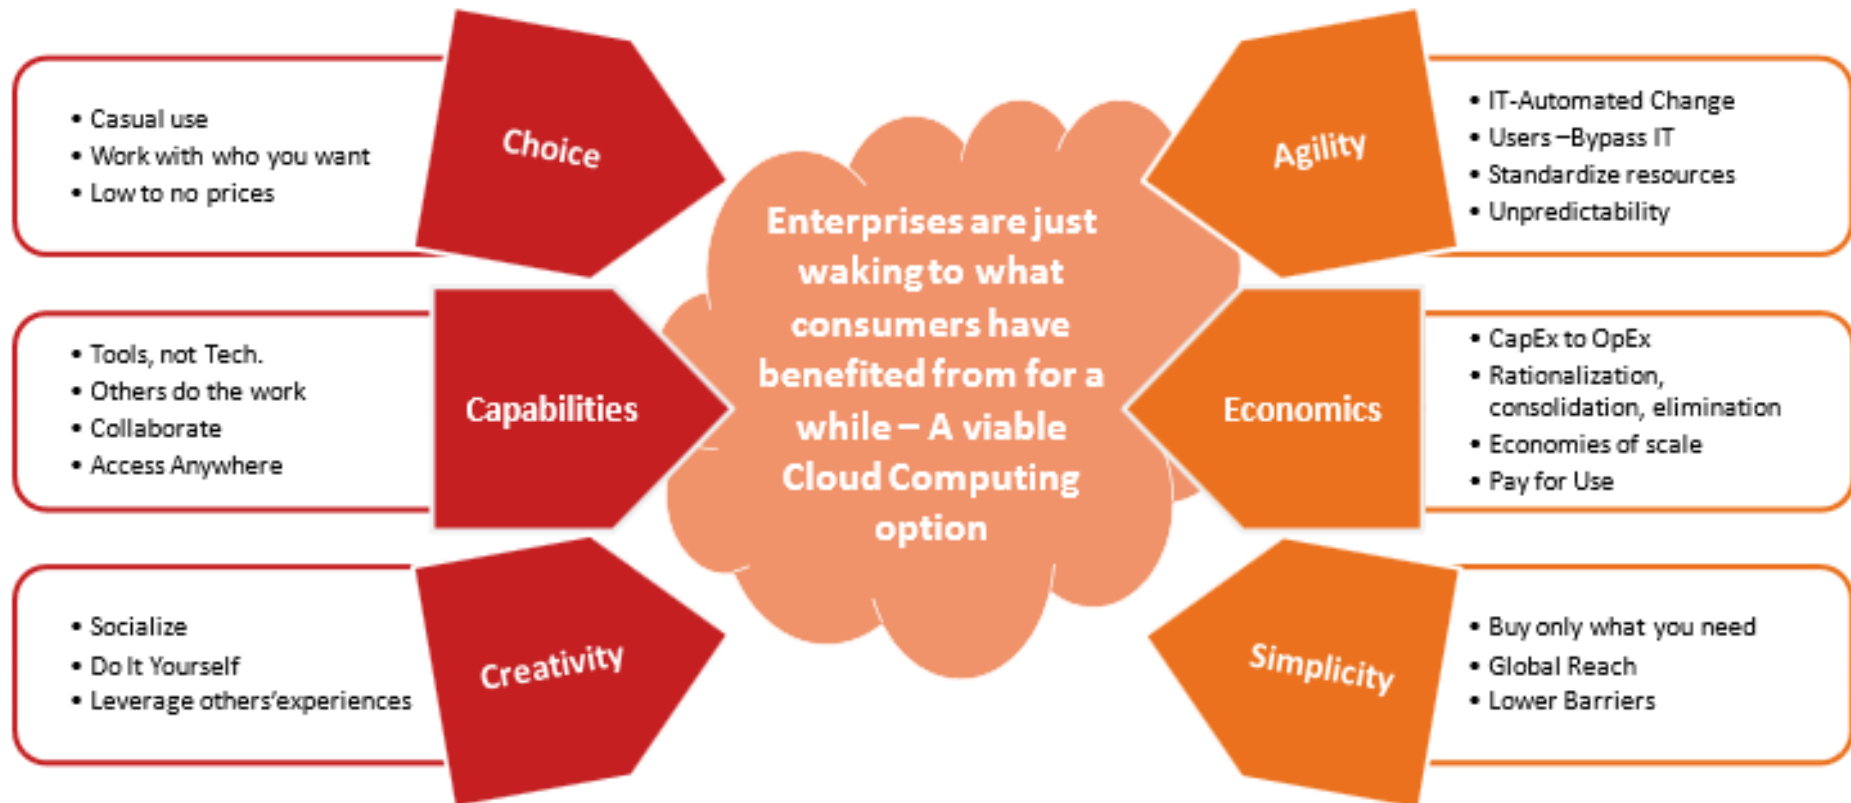 Choice
• Casual use
• Work with who you want
• Low to no prices
Capabilities
• Tools, not Tech.
• Others do the work
• Collaborate
• Access Anywhere
Creativity
• Socialize
• Do It Yourself
• Leverage others'experiences
Enterprises are just
waking to what
consumers have
benefited from for a
while – A viable
Cloud Computing
option
Agility
• IT-Automated Change
• Users –Bypass IT
• Standardize resources
• Unpredictability
Economics
• CapEx to OpEx
• Rationalization,
consolidation, elimination
• Economies of scale
• Pay for Use
Simplicity
• Buy only what you need
• Global Reach
• Lower Barriers